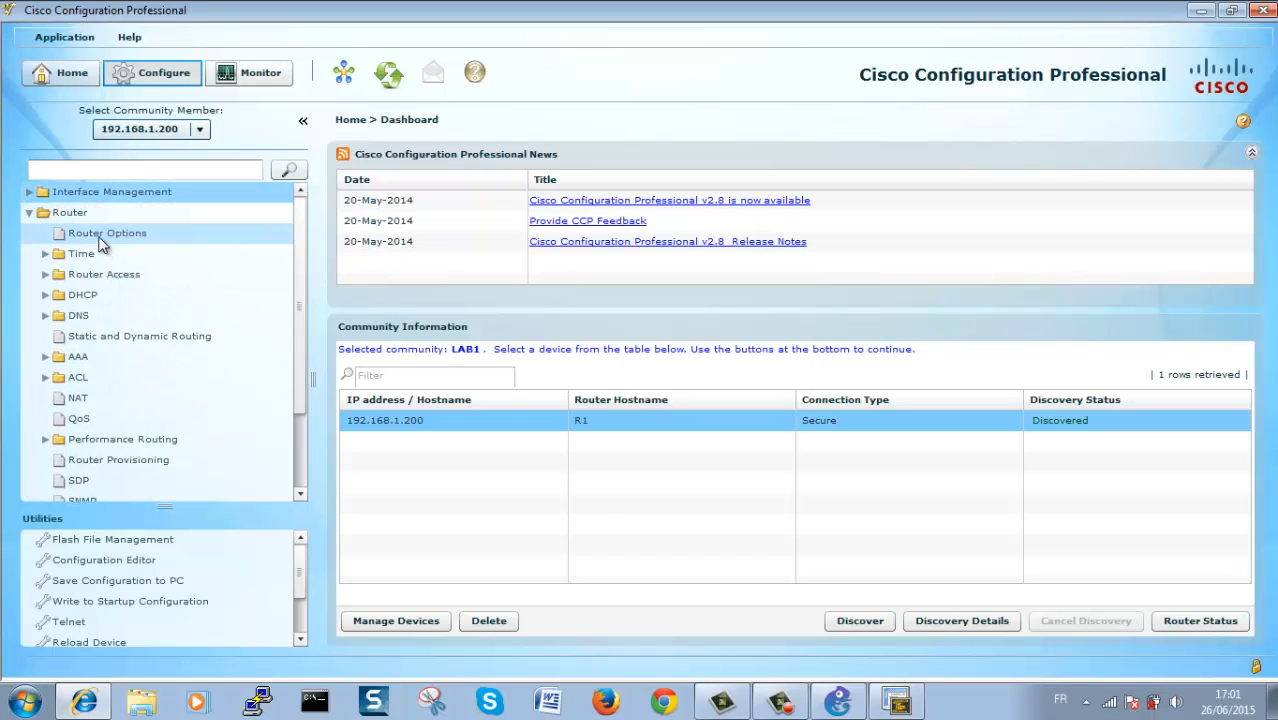 Cisco Configuration Professional
Application Help
Home Configure Monitor
Cisco Configuration Professional
CISCO
Select Community Member:
192.168.1.200
«
Home > Dashboard
Interface Management
Router
Router Options
Time
Router Access
DHCP
DNS
Static and Dynamic Routing
AAA
ACL
NAT
QoS
Performance Routing
Router Provisioning
SDP
SNMP
Utilities
Flash File Management
Configuration Editor
Save Configuration to PC
Write to Startup Configuration
Telnet
Reload Device
Cisco Configuration Professional News
Date Title
20-May-2014 Cisco Configuration Professional v2.8 is now available
20-May-2014 Provide CCP Feedback
20-May-2014 Cisco Configuration Professional v2.8 Release Notes
Community Information
Selected community: LAB1 . Select a device from the table below. Use the buttons at the bottom to continue.
Filter
| 1 rows retrieved |
IP address / Hostname Router Hostname Connection Type Discovery Status
192.168.1.200 R1 Secure Discovered
Manage Devices Delete Discover Discovery Details Cancel Discovery Router Status
FR
17:01
26/06/2015